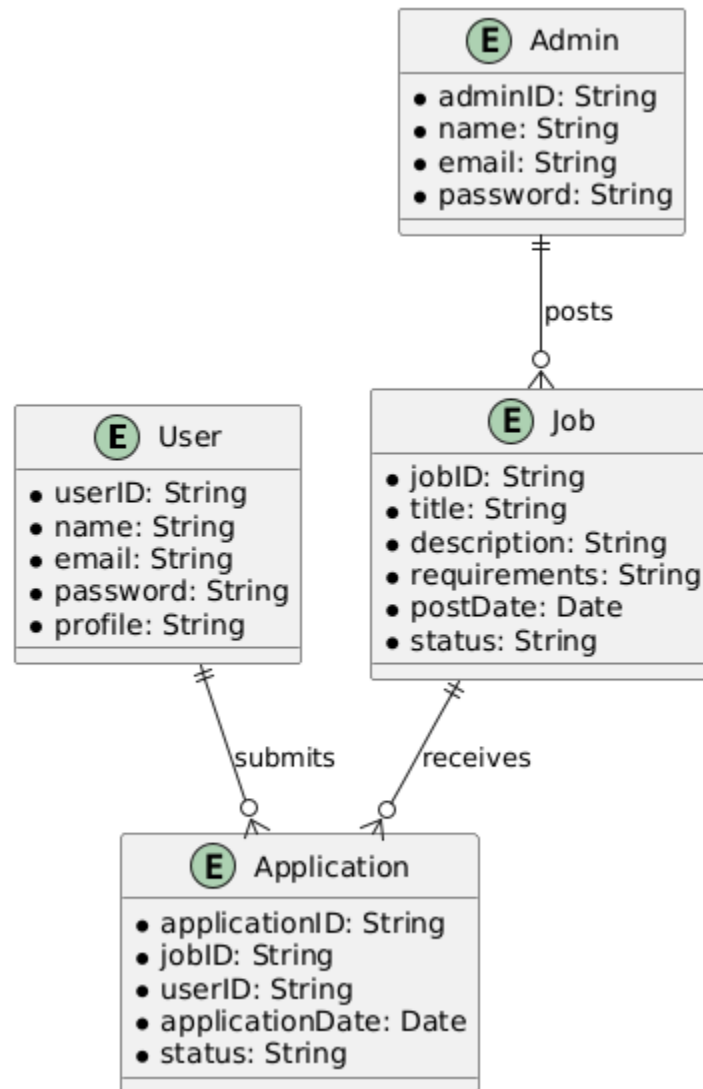 E Admin
adminID: String
name: String
email: String
password: String
posts
E User
userID: String
name: String
email: String
password: String
profile: String
E Job
jobID: String
title: String
description: String
requirements: String
postDate: Date
status: String
submits
receives
E Application
applicationID: String
jobID: String
userID: String
applicationDate: Date
status: String